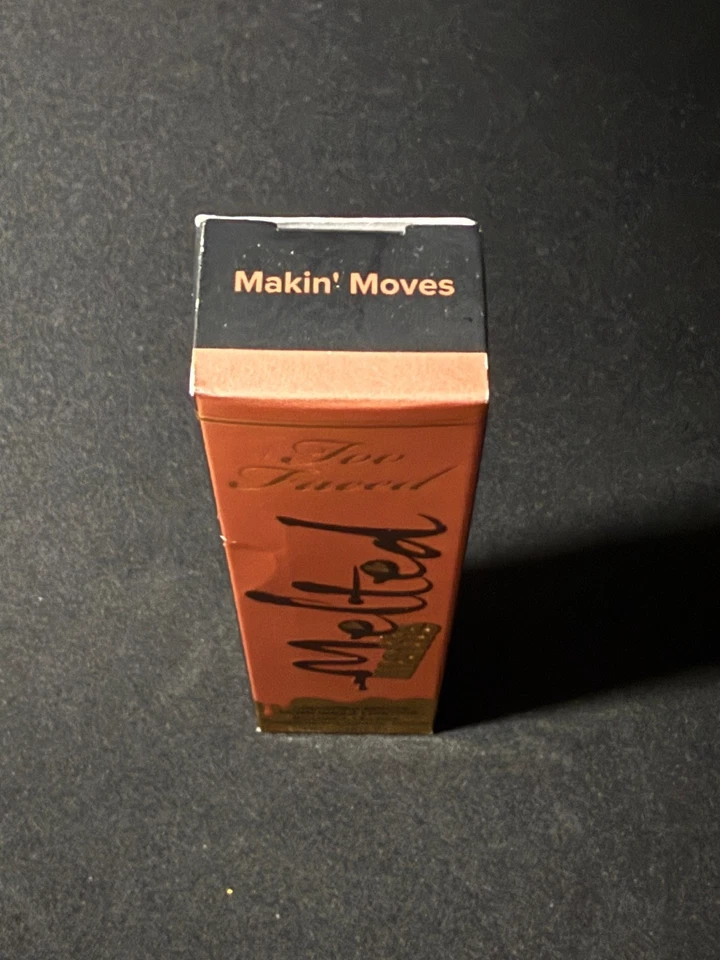 Makin' Moves
Too
Faced
Melted